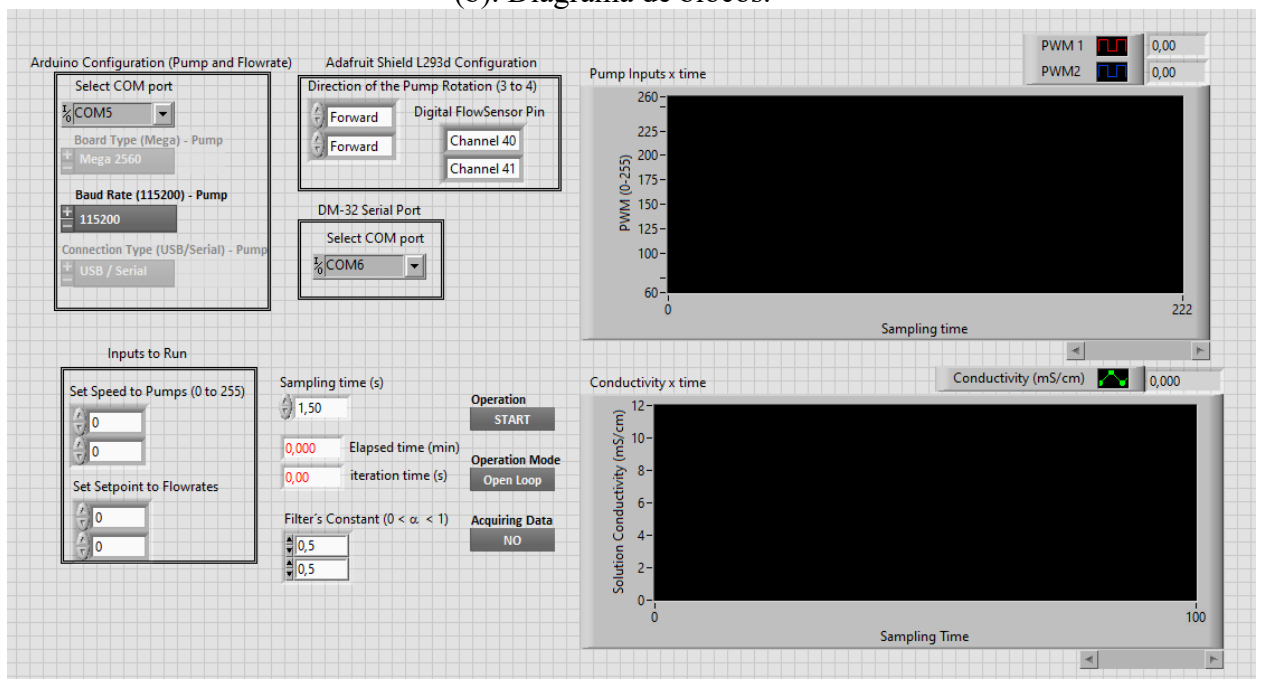 (b). Diagrama de blocos.
Arduino Configuration (Pump and Flowrate)
Select COM port
COM5
Board Type (Mega) - Pump
Mega 2560
Baud Rate (115200) - Pump
115200
Connection Type (USB/Serial) - Pump
USB / Serial
Adafruit Shield L293d Configuration
Direction of the Pump Rotation (3 to 4)
Forward
Forward
Digital FlowSensor Pin
Channel 40
Channel 41
DM-32 Serial Port
Select COM port
COM6
PWM 1
0,00
PWM2
0,00
Pump Inputs x time
PWM (0-255)
260
225
200
175
150
125
100
60
0
222
Sampling time
Inputs to Run
Set Speed to Pumps (0 to 255)
0
0
Set Setpoint to Flowrates
0
0
Sampling time (s)
1,50
0,000 Elapsed time (min)
0,00 iteration time (s)
Filter´s Constant (0 < α < 1)
0,5
0,5
Operation
START
Operation Mode
Open Loop
Acquiring Data
NO
Conductivity x time
Conductivity (mS/cm)
0,000
Solution Conductivity (mS/cm)
12
10
8
6
4
2
0
0
100
Sampling Time